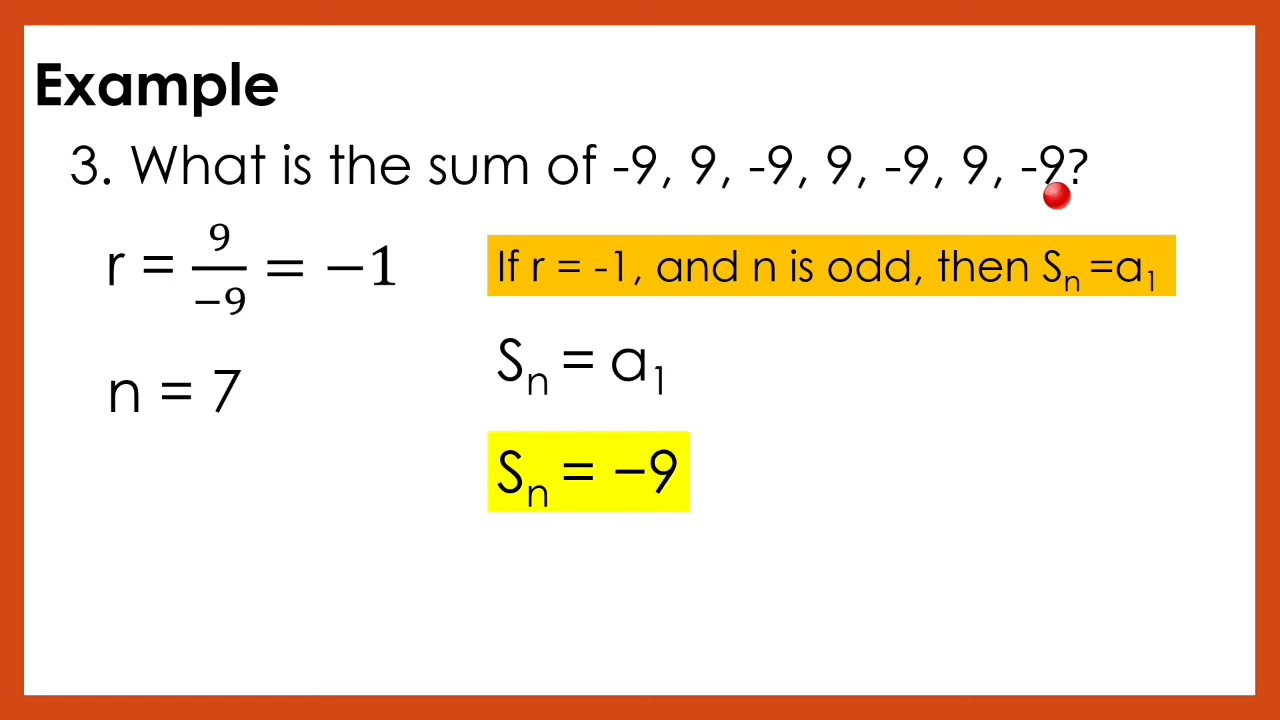 Example
3. What is the sum of -9, 9, -9, 9, -9, 9, -9?
r = 9/−9 = −1
If r = -1, and n is odd, then Sₙ =a₁
Sₙ = a₁
n = 7
Sₙ = −9